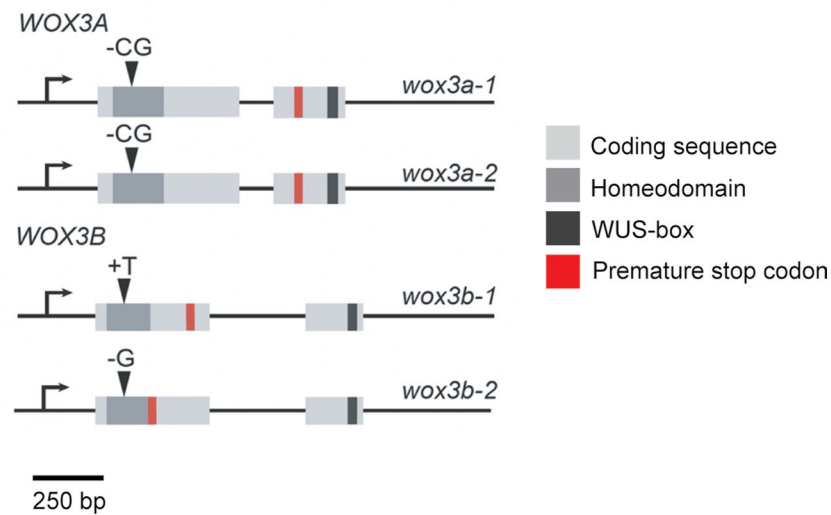 WOX3A
-CG
wox3a-1
-CG
wox3a-2
WOX3B
+T
wox3b-1
-G
wox3b-2
250 bp
Coding sequence
Homeodomain
WUS-box
Premature stop codon